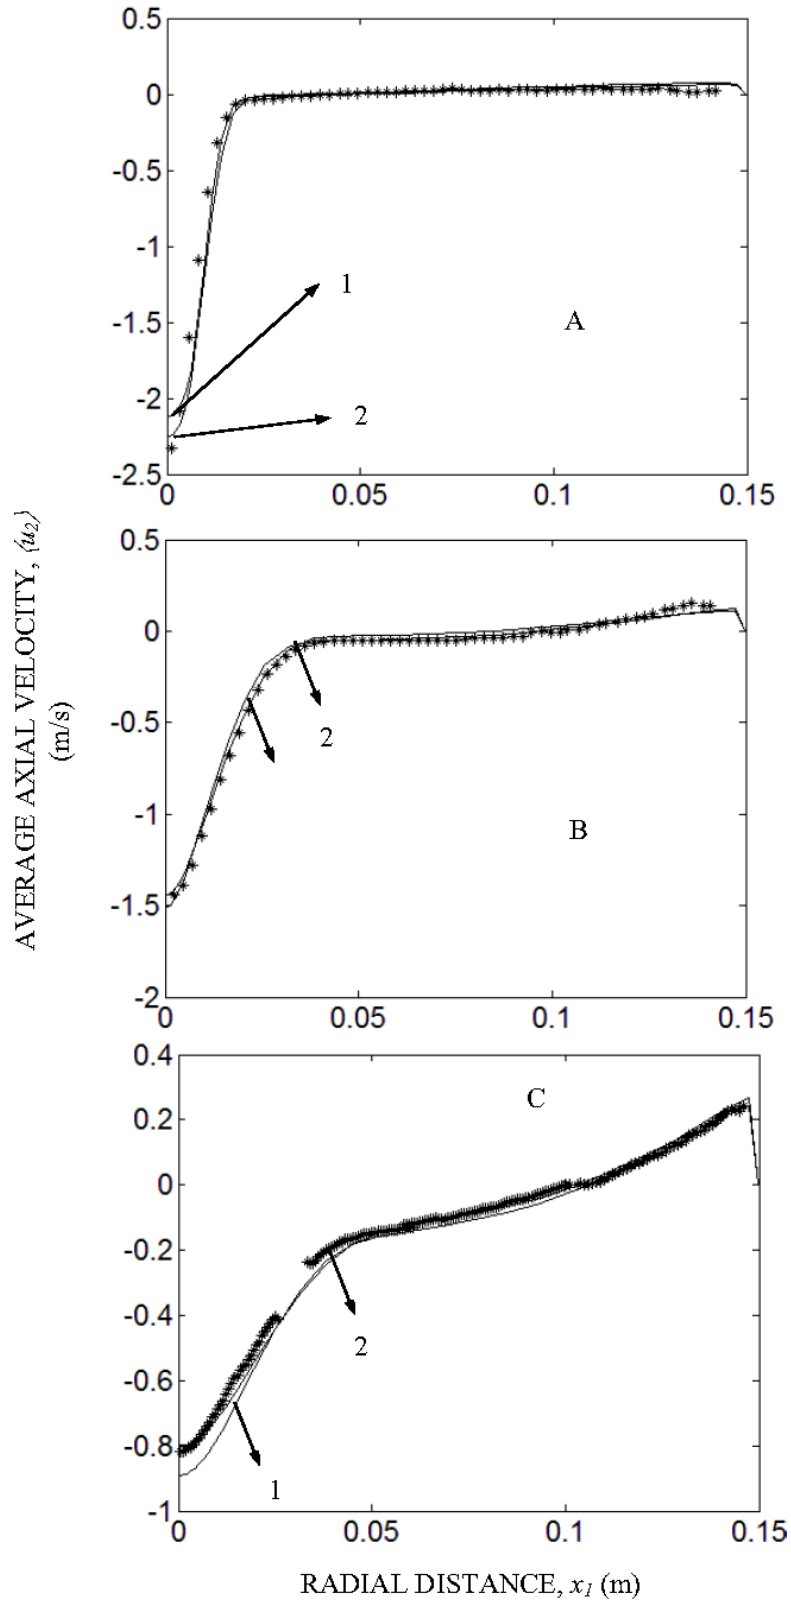 0.5
0
-0.5
-1
-1.5
-2
-2.5
0 0.05 0.1 0.15
1
2
A
AVERAGE AXIAL VELOCITY, ⟨u₂⟩
(m/s)
0.5
0
-0.5
-1
-1.5
-2
0 0.05 0.1 0.15
2
B
0.4
0.2
0
-0.2
-0.4
-0.6
-0.8
-1
0 0.05 0.1 0.15
C
2
1
RADIAL DISTANCE, x₁ (m)